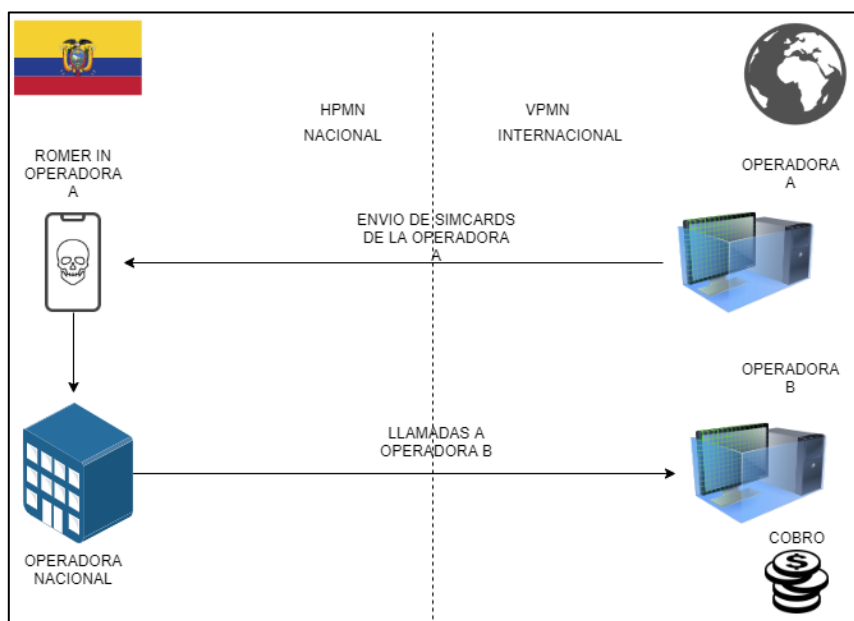 HPMN
NACIONAL
VPMN
INTERNACIONAL
ROMER IN
OPERADORA
A
OPERADORA
A
ENVIO DE SIMCARDS
DE LA OPERADORA
A
OPERADORA
B
LLAMADAS A
OPERADORA B
OPERADORA
NACIONAL
COBRO
$